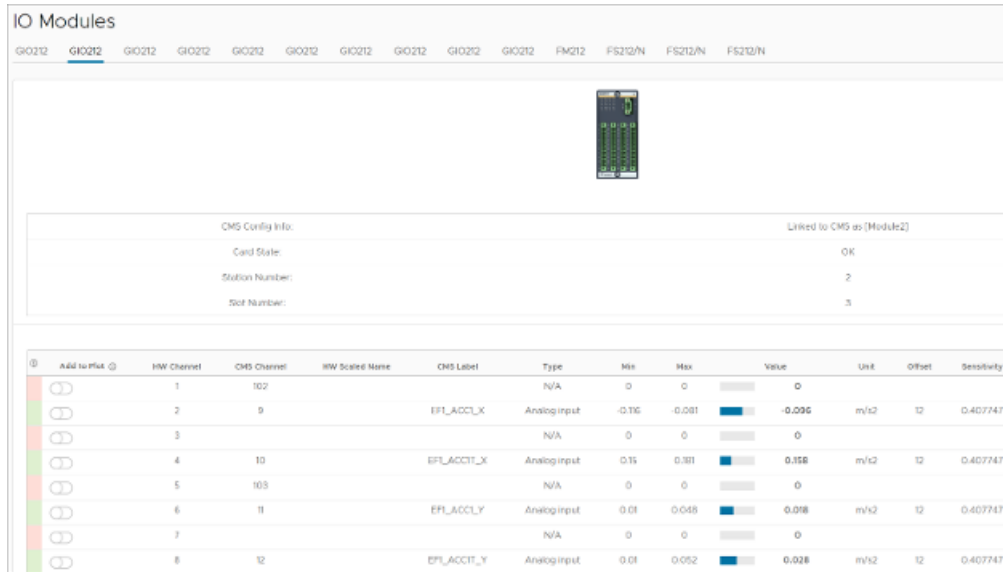 IO Modules
GIO212 GIO212 GIO212 GIO212 GIO212 GIO212 GIO212 GIO212 GIO212 GIO212 FM212 FS212/N FS212/N FS212/N
CMS Config Info: Linked to CMS as [Module2]
Card State: OK
Station Number: 2
Slot Number: 3
Add to Plot HW Channel CMS Channel HW Scaled Name CMS Label Type Min Max Value Unit Offset Sensitivity
1 102 N/A 0 0 0
2 9 EF1_ACC1_X Analog input -0.116 -0.081 -0.096 m/s2 12 0.407747
3 N/A 0 0 0
4 10 EF1_ACC1T_X Analog input 0.15 0.181 0.158 m/s2 12 0.407747
5 103 N/A 0 0 0
6 11 EF1_ACC1_Y Analog input 0.01 0.048 0.018 m/s2 12 0.407747
7 N/A 0 0 0
8 12 EF1_ACC1T_Y Analog input 0.01 0.052 0.028 m/s2 12 0.407747